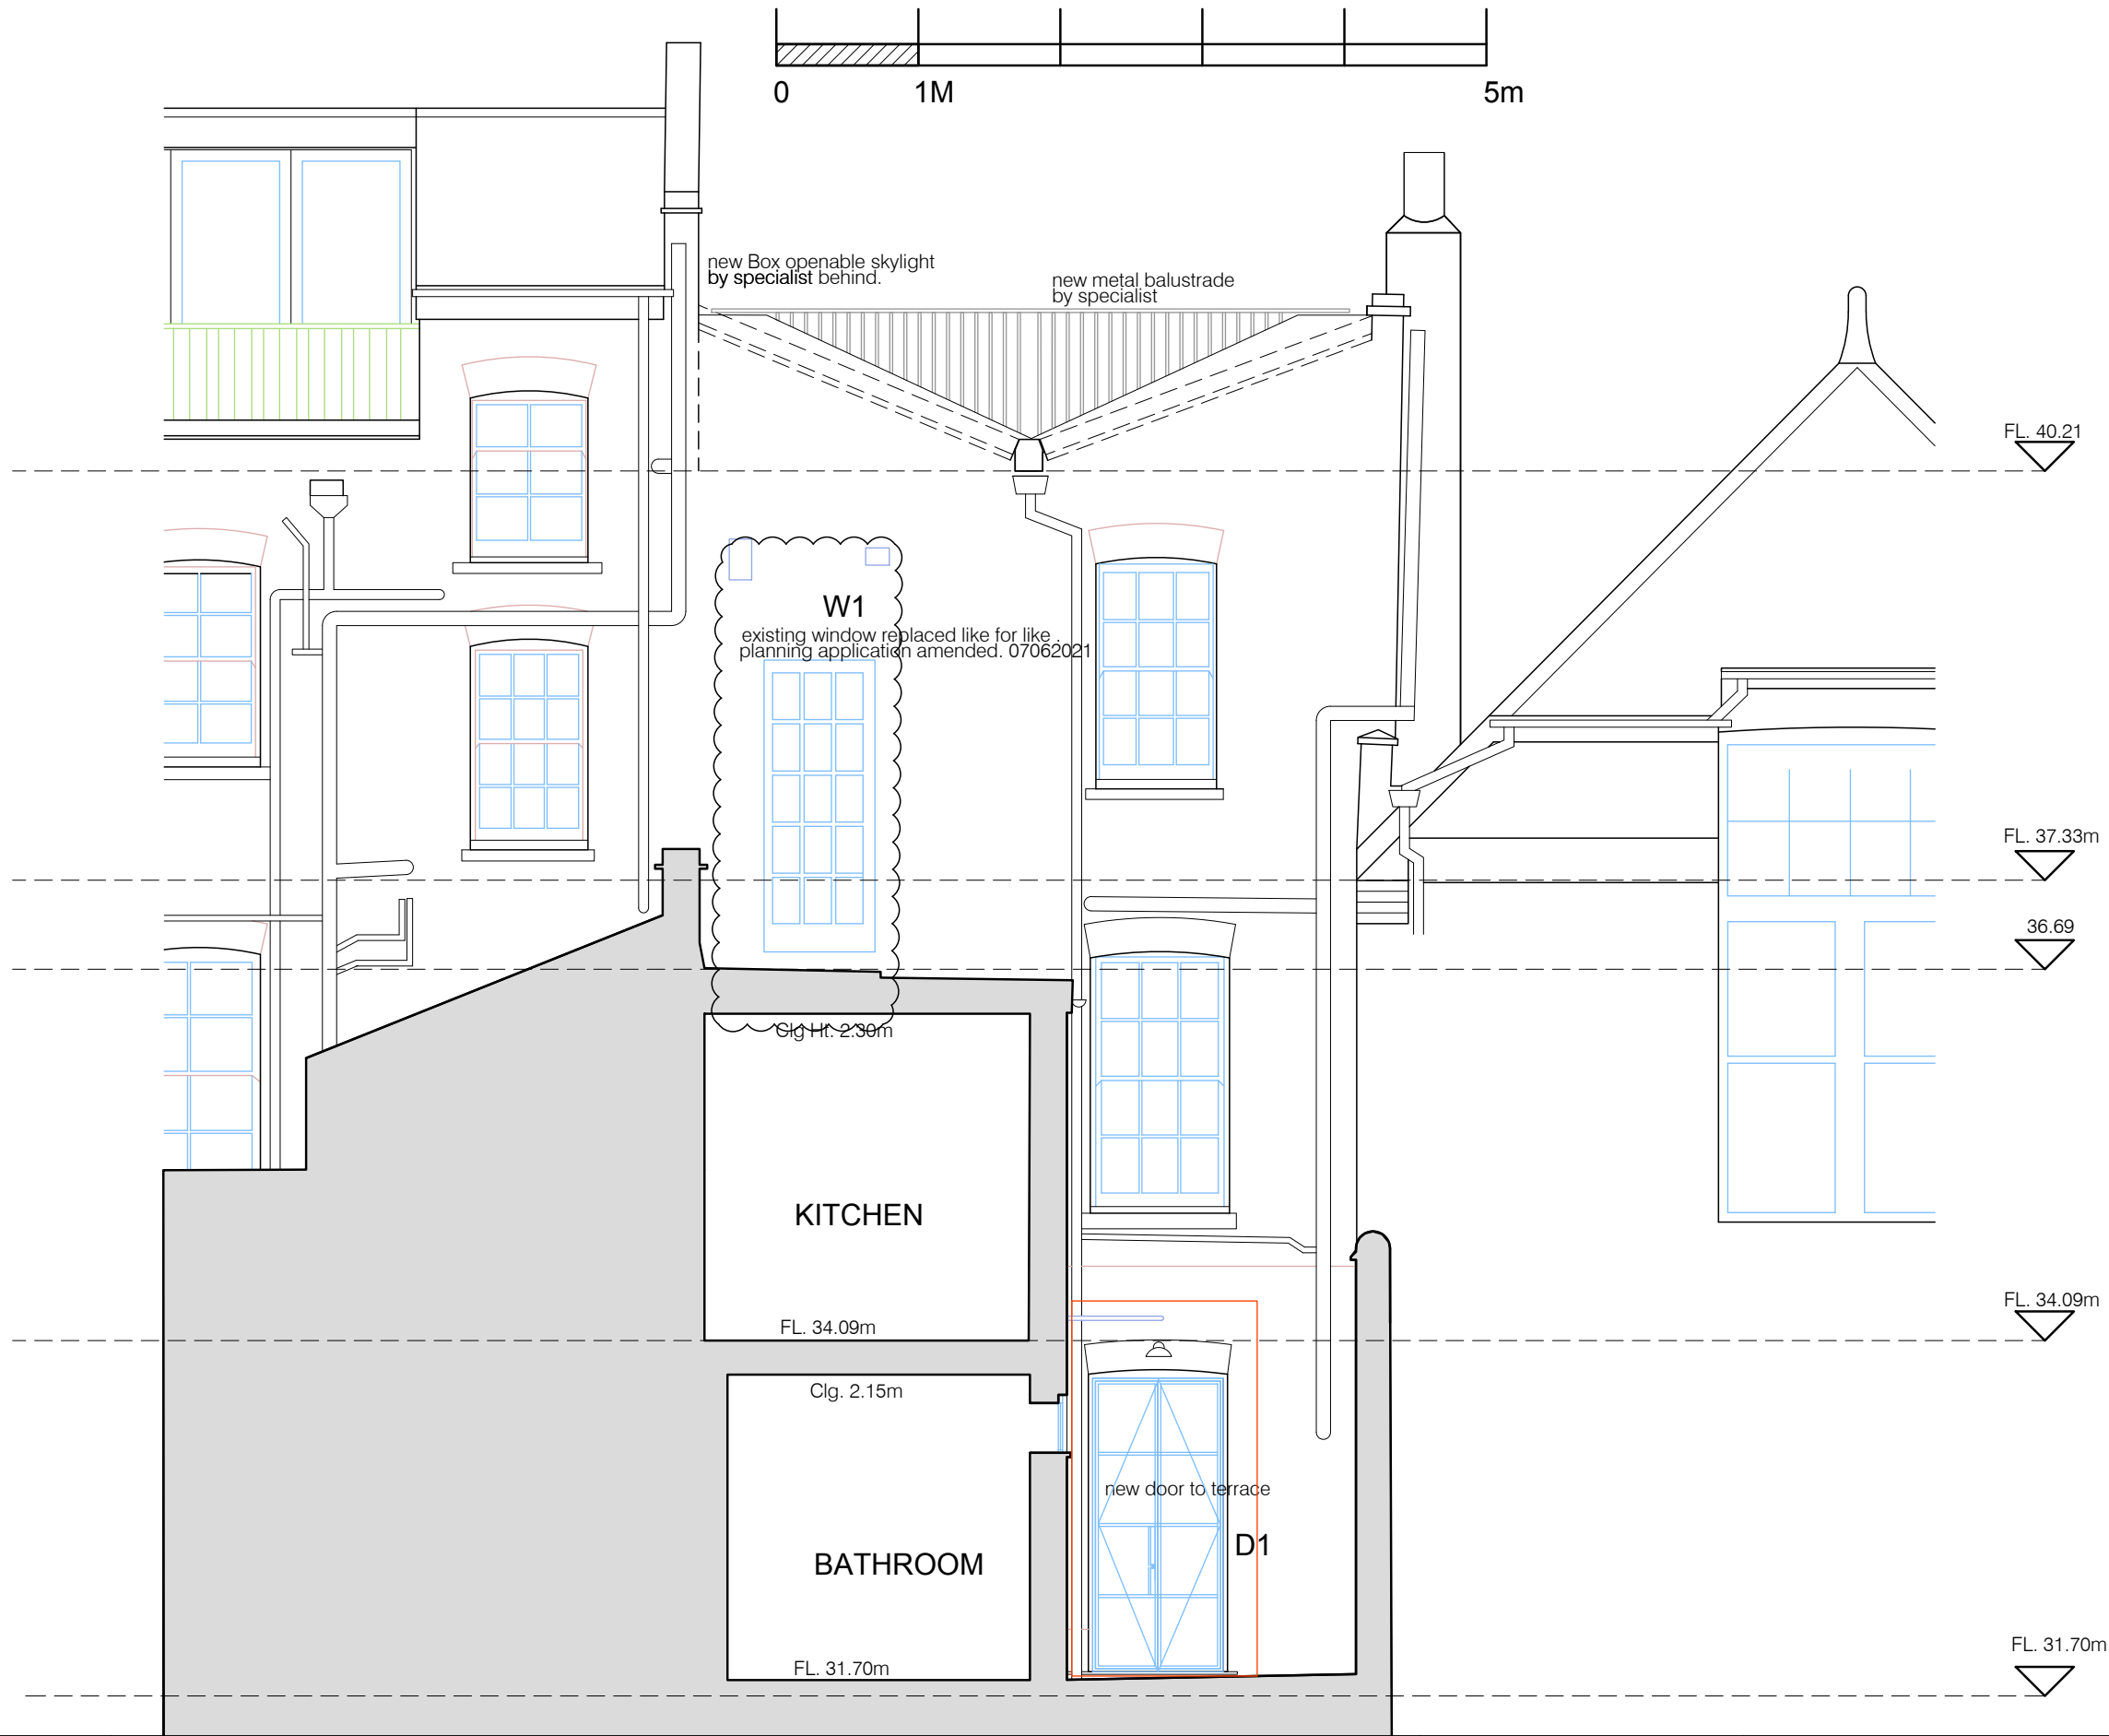 0 1M 5m
new Box openable skylight
by specialist behind.
new metal balustrade
by specialist
FL. 40.21
W1
existing window replaced like for like .
planning application amended. 07062021
FL. 37.33m
36.69
Clg Ht. 2.30m
KITCHEN
FL. 34.09m
FL. 34.09m
Clg. 2.15m
new door to terrace
D1
BATHROOM
FL. 31.70m
FL. 31.70m